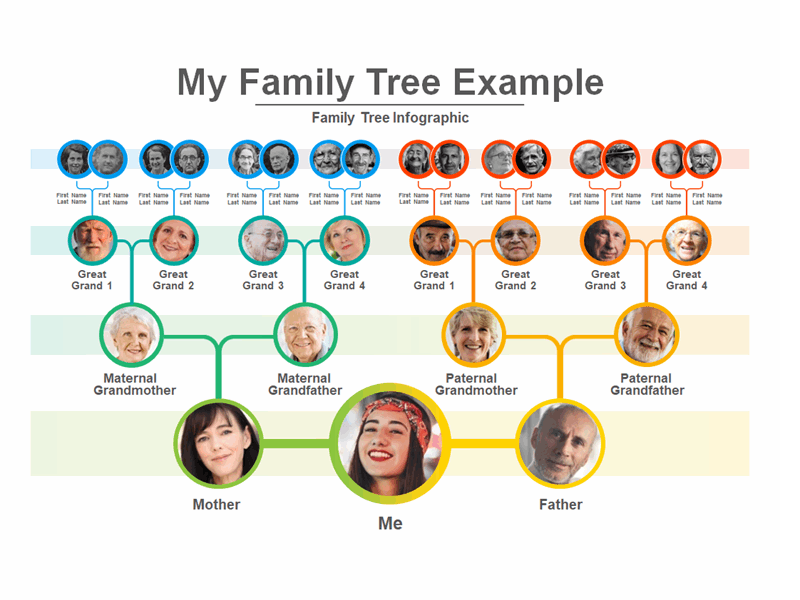 My Family Tree Example
Family Tree Infographic
First Name First Name First Name First Name First Name First Name First Name First Name First Name First Name First Name First Name First Name First Name First Name First Name
Last Name Last Name Last Name Last Name Last Name Last Name Last Name Last Name Last Name Last Name Last Name Last Name Last Name Last Name Last Name Last Name
Great Great Great Great Great Great Great Great
Grand 1 Grand 2 Grand 3 Grand 4 Grand 1 Grand 2 Grand 3 Grand 4
Maternal Maternal Paternal Paternal
Grandmother Grandfather Grandmother Grandfather
Mother Father
Me